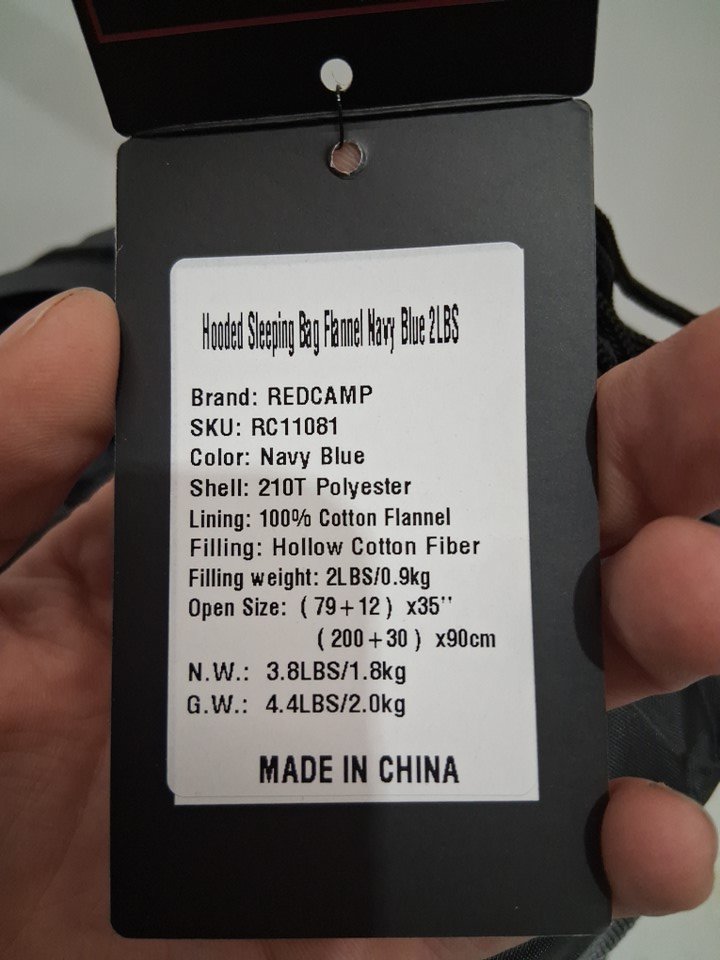 Hooded Sleeping Bag Flannel Navy Blue 2LBS
Brand: REDCAMP
SKU: RC11081
Color: Navy Blue
Shell: 210T Polyester
Lining: 100% Cotton Flannel
Filling: Hollow Cotton Fiber
Filling weight: 2LBS/0.9kg
Open Size: (79+12) x35''
(200+30) x90cm
N.W.: 3.8LBS/1.8kg
G.W.: 4.4LBS/2.0kg
MADE IN CHINA